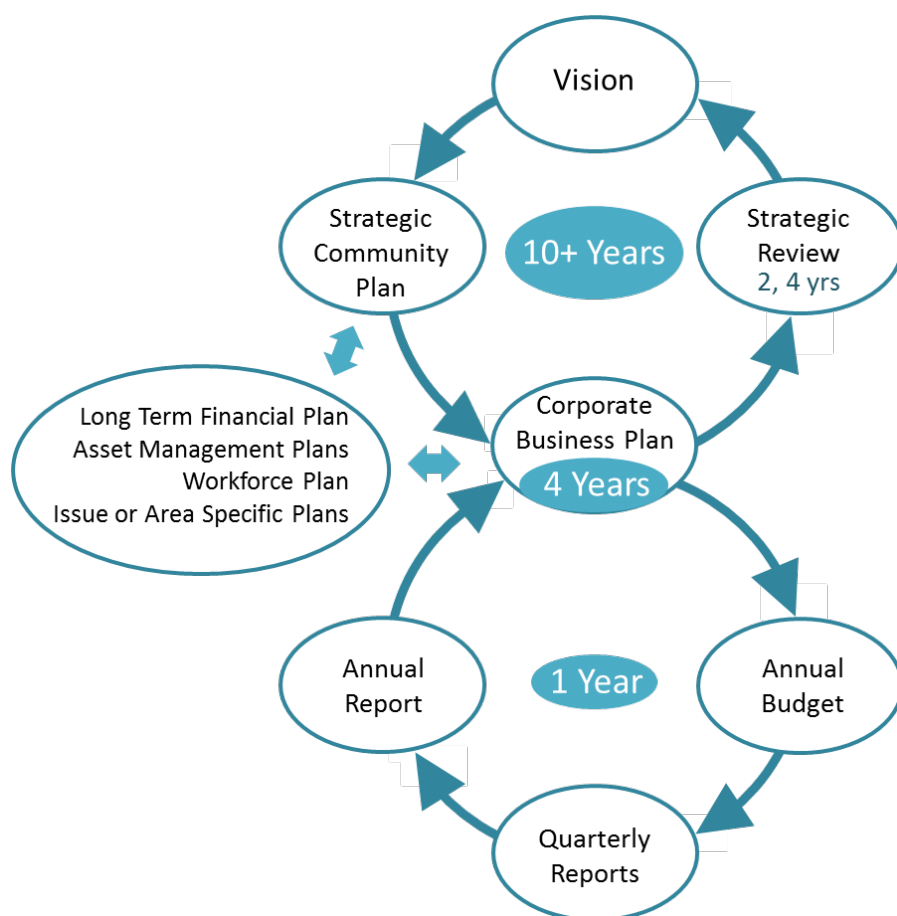 Vision
Strategic
Community
Plan
10+ Years
Strategic
Review
2, 4 yrs
Long Term Financial Plan
Asset Management Plans
Workforce Plan
Issue or Area Specific Plans
Corporate
Business Plan
4 Years
Annual
Report
1 Year
Annual
Budget
Quarterly
Reports